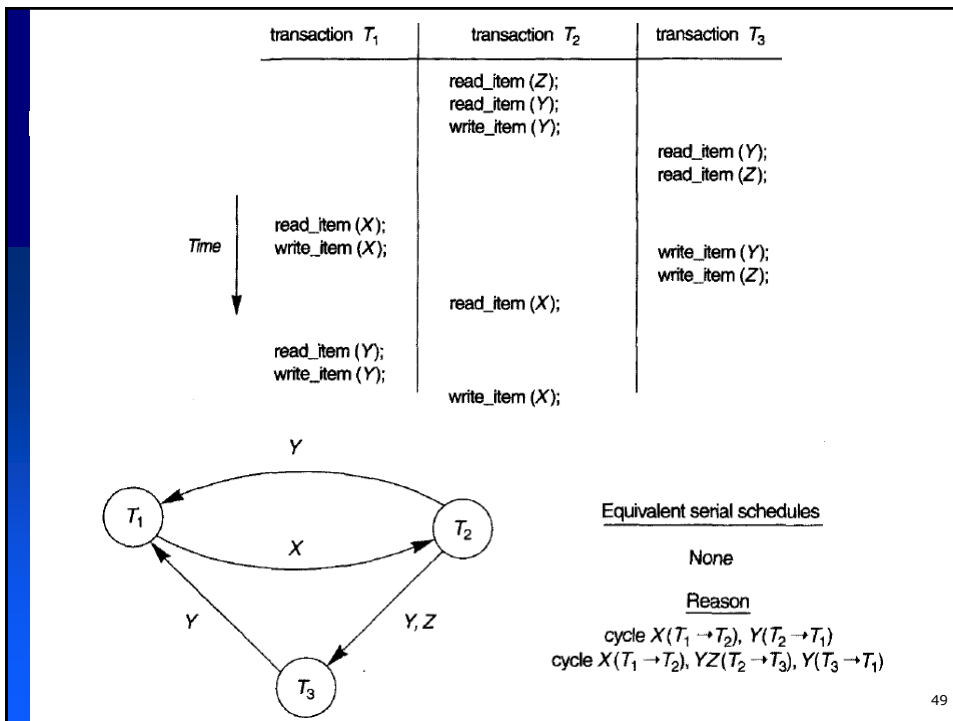 transaction T₁ transaction T₂ transaction T₃
read_item (Z);
read_item (Y);
write_item (Y);
read_item (Y);
read_item (Z);
read_item (X);
Time write_item (X); write_item (Y);
write_item (Z);
read_item (X);
read_item (Y);
write_item (Y);
write_item (X);
Y
T₁ T₂
X
Y Y, Z
T₃
Equivalent serial schedules
None
Reason
cycle X(T₁ → T₂), Y(T₂ → T₁)
cycle X(T₁ → T₂), YZ(T₂ → T₃), Y(T₃ → T₁)
49